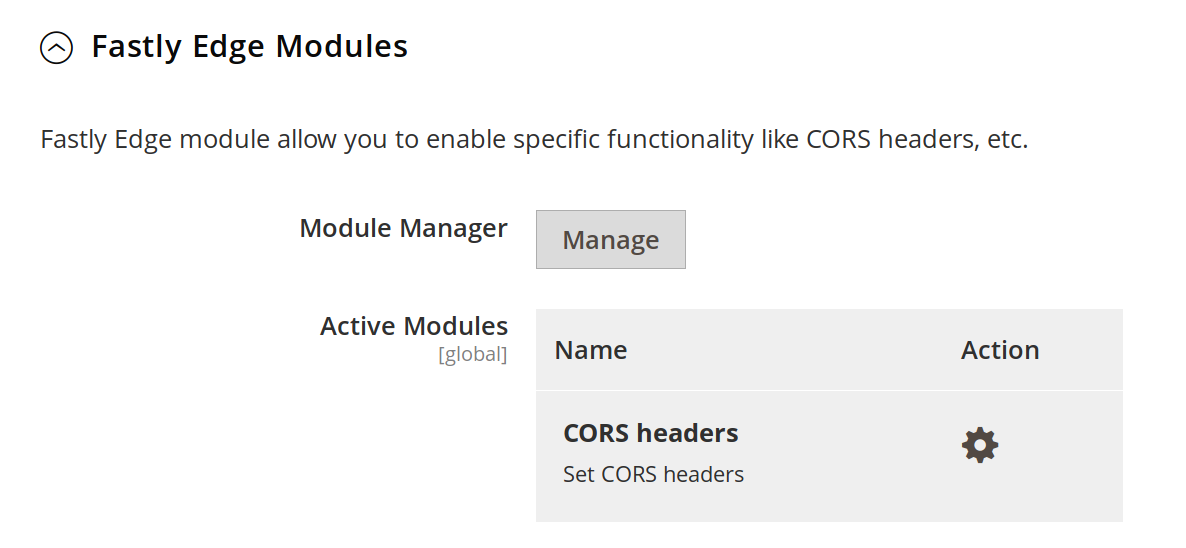 Fastly Edge Modules
Fastly Edge module allow you to enable specific functionality like CORS headers, etc.
Module Manager
Manage
Active Modules
[global]
Name
Action
CORS headers
Set CORS headers